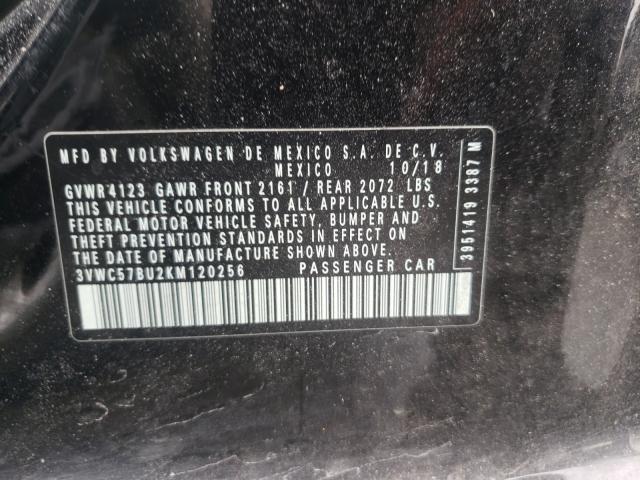 MFD BY VOLKSWAGEN DE MEXICO S.A. DE C.V.
MEXICO 10/18
GVWR4123 GAWR FRONT 2161 / REAR 2072 LBS
THIS VEHICLE CONFORMS TO ALL APPLICABLE U.S.
FEDERAL MOTOR VEHICLE SAFETY, BUMPER AND
THEFT PREVENTION STANDARDS IN EFFECT ON
THE DATE OF MANUFACTURE SHOWN ABOVE.
3VWC57BU2KM120256 PASSENGER CAR
3951419 3387 M